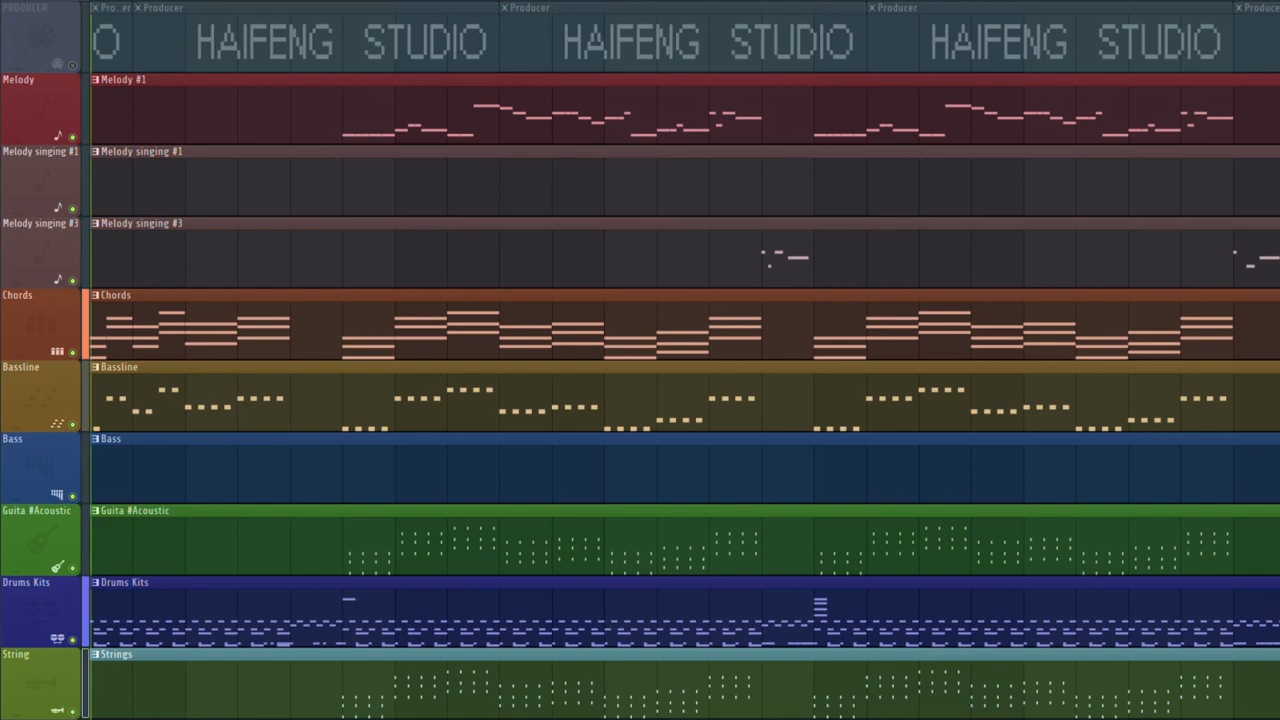 PRODUCER
Pro..er Producer Producer Producer Produce
O HAIFENG STUDIO HAIFENG STUDIO HAIFENG STUDIO
Melody
Melody #1
Melody singing #1
Melody singing #1
Melody singing #3
Melody singing #3
Chords
Chords
Bassline
Bassline
Bass
Bass
Guita #Acoustic
Guita #Acoustic
Drums Kits
Drums Kits
String
Strings